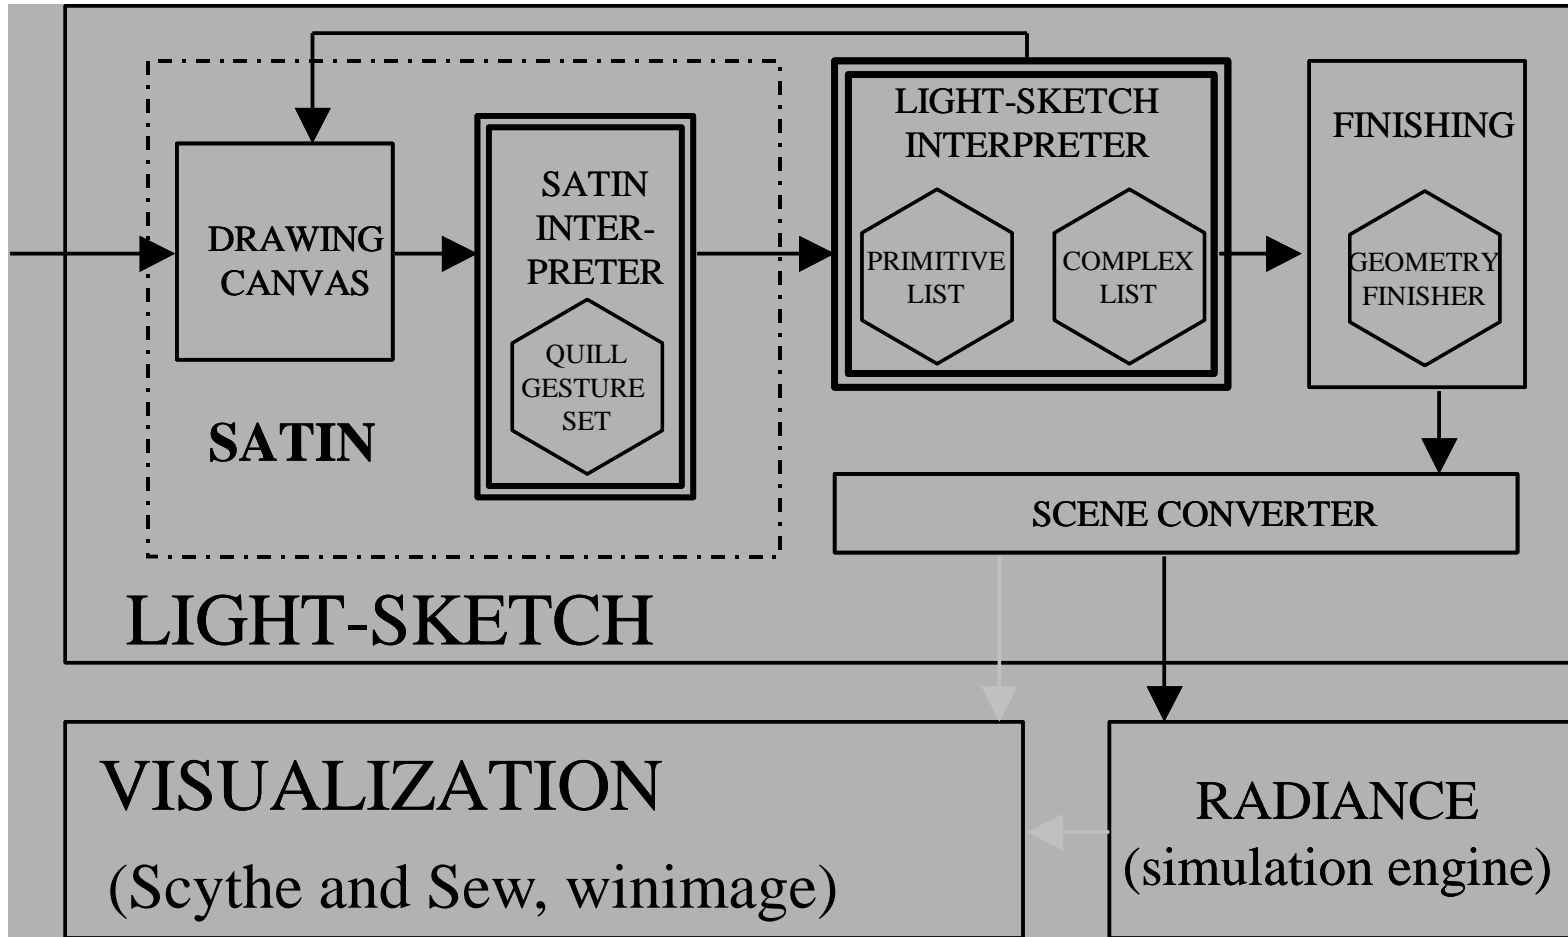 DRAWING
CANVAS
SATIN
INTER-
PRETER
QUILL
GESTURE
SET
SATIN
LIGHT-SKETCH
INTERPRETER
PRIMITIVE
LIST
COMPLEX
LIST
FINISHING
GEOMETRY
FINISHER
SCENE CONVERTER
LIGHT-SKETCH
VISUALIZATION
(Scythe and Sew, winimage)
RADIANCE
(simulation engine)